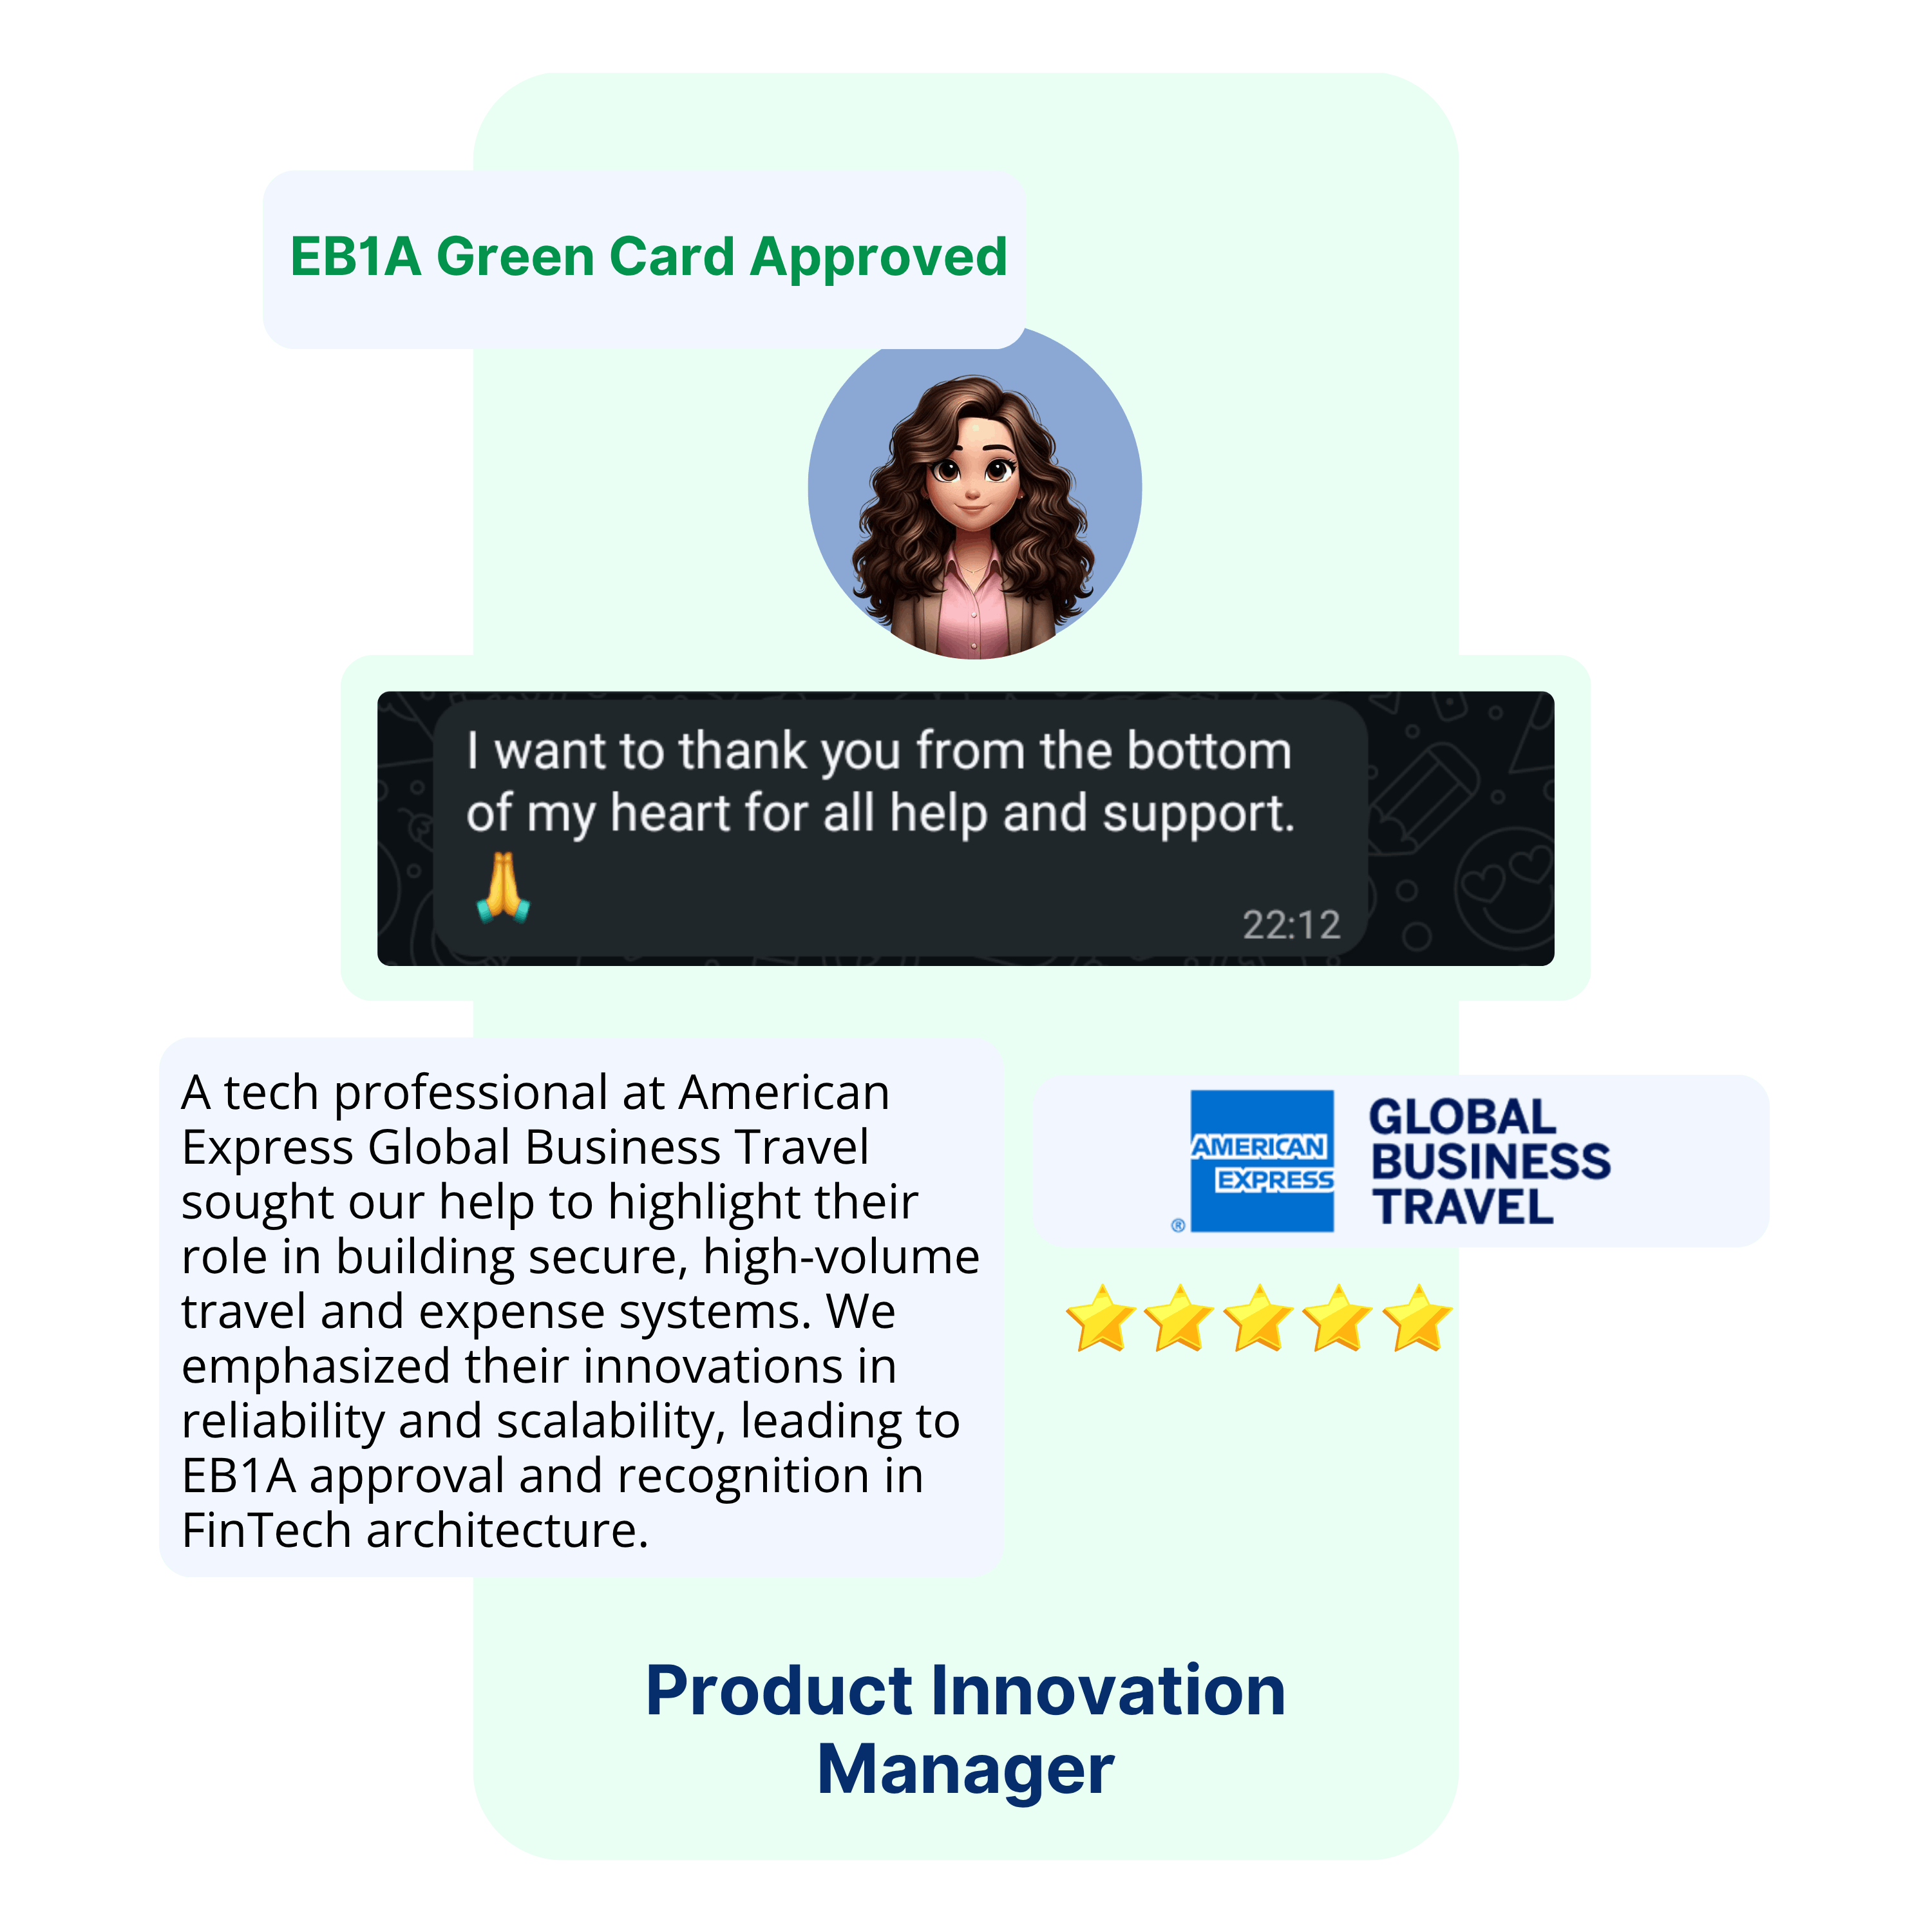 EB1A Green Card Approved
I want to thank you from the bottom
of my heart for all help and support.
🙏
22:12
A tech professional at American
Express Global Business Travel
sought our help to highlight their
role in building secure, high-volume
travel and expense systems. We
emphasized their innovations in
reliability and scalability, leading to
EB1A approval and recognition in
FinTech architecture.
AMERICAN
EXPRESS
®
GLOBAL
BUSINESS
TRAVEL
Product Innovation
Manager